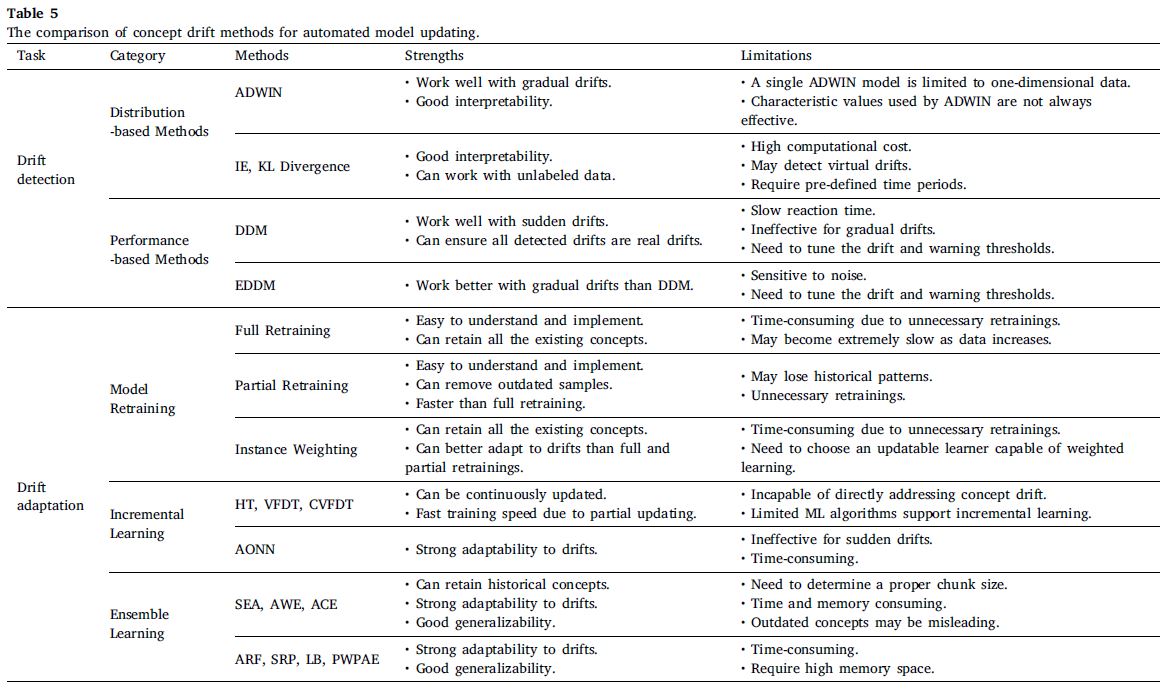 Table 5
The comparison of concept drift methods for automated model updating.
Task Category Methods Strengths Limitations
Drift
detection
Distribution
-based Methods
ADWIN
• Work well with gradual drifts.
• Good interpretability.
• A single ADWIN model is limited to one-dimensional data.
• Characteristic values used by ADWIN are not always
effective.
IE, KL Divergence
• Good interpretability.
• Can work with unlabeled data.
• High computational cost.
• May detect virtual drifts.
• Require pre-defined time periods.
Performance
-based Methods
DDM
• Work well with sudden drifts.
• Can ensure all detected drifts are real drifts.
• Slow reaction time.
• Ineffective for gradual drifts.
• Need to tune the drift and warning thresholds.
EDDM
• Work better with gradual drifts than DDM.
• Sensitive to noise.
• Need to tune the drift and warning thresholds.
Drift
adaptation
Model
Retraining
Full Retraining
• Easy to understand and implement.
• Can retain all the existing concepts.
• Time-consuming due to unnecessary retrainings.
• May become extremely slow as data increases.
Partial Retraining
• Easy to understand and implement.
• Can remove outdated samples.
• Faster than full retraining.
• May lose historical patterns.
• Unnecessary retrainings.
Instance Weighting
• Can retain all the existing concepts.
• Can better adapt to drifts than full and
partial retrainings.
• Time-consuming due to unnecessary retrainings.
• Need to choose an updatable learner capable of weighted
learning.
Incremental
Learning
HT, VFDT, CVFDT
• Can be continuously updated.
• Fast training speed due to partial updating.
• Incapable of directly addressing concept drift.
• Limited ML algorithms support incremental learning.
AONN
• Strong adaptability to drifts.
• Ineffective for sudden drifts.
• Time-consuming.
Ensemble
Learning
SEA, AWE, ACE
• Can retain historical concepts.
• Strong adaptability to drifts.
• Good generalizability.
• Need to determine a proper chunk size.
• Time and memory consuming.
• Outdated concepts may be misleading.
ARF, SRP, LB, PWPAE
• Strong adaptability to drifts.
• Good generalizability.
• Time-consuming.
• Require high memory space.